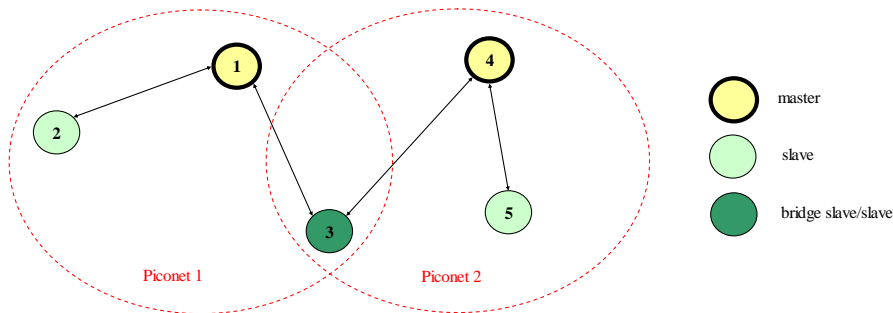 1
4
2
3
5
Piconet 1
Piconet 2
master
slave
bridge slave/slave